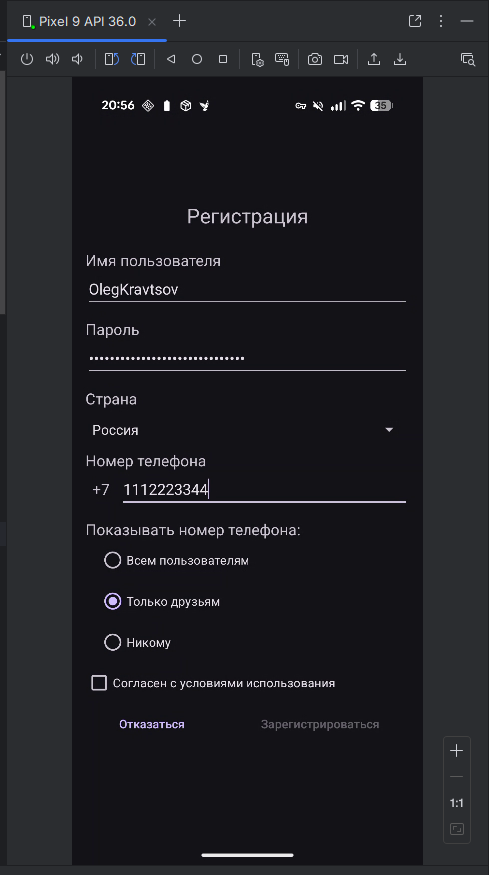 Pixel 9 API 36.0
20:56
35
Регистрация
Имя пользователя
OlegKravtsov
Пароль
••••••••••••••••••••••••••••••
Страна
Россия
Номер телефона
+7 1112223344
Показывать номер телефона:
Всем пользователям
Только друзьям
Никому
Согласен с условиями использования
Отказаться Зарегистрироваться
1:1